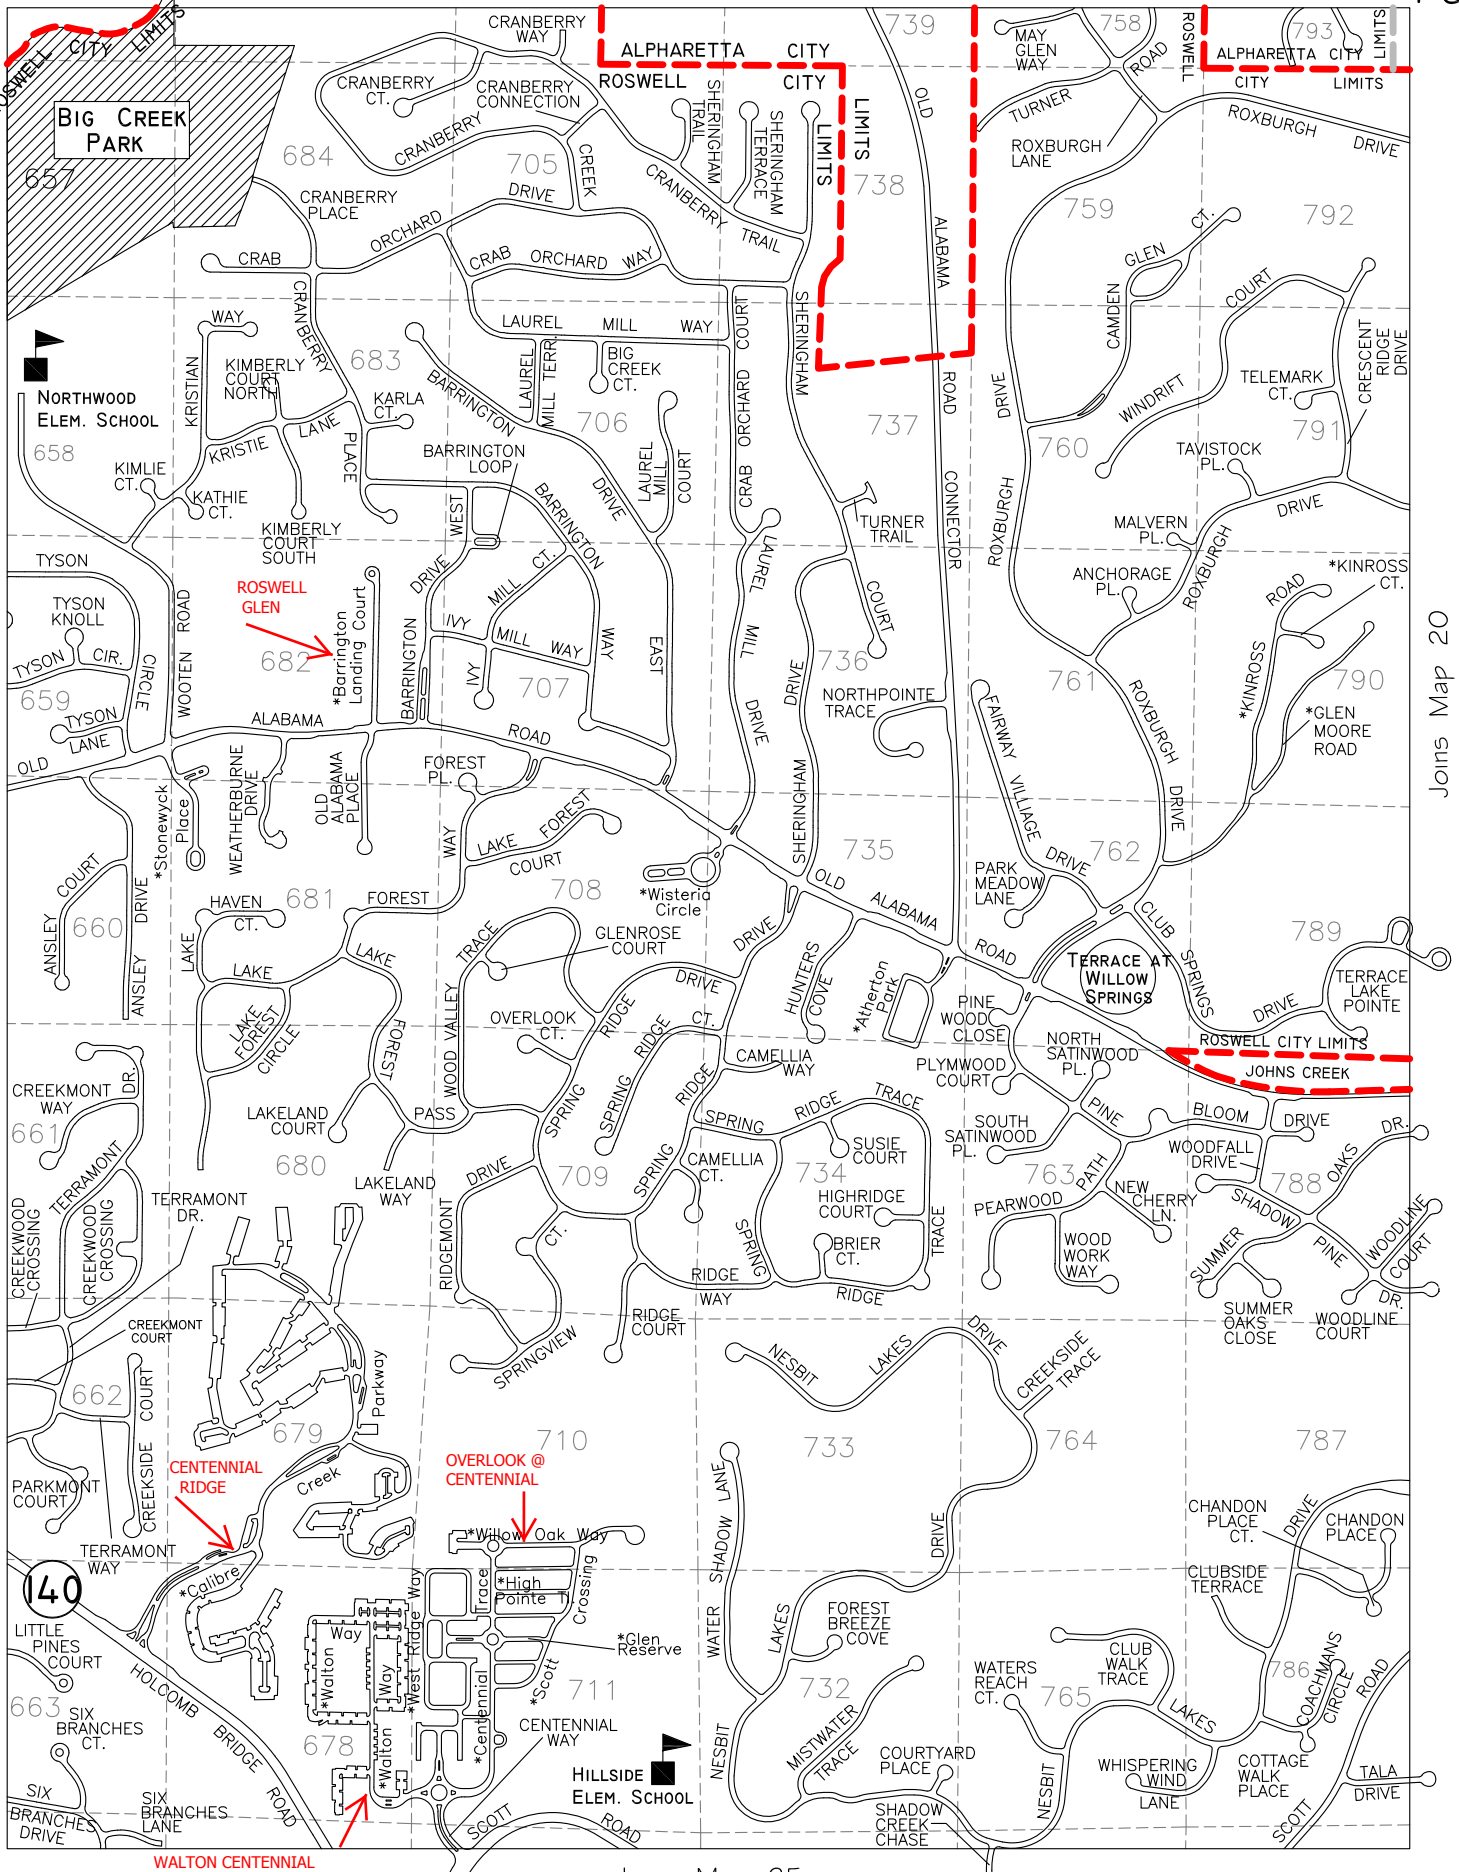 CRANBERRY
WAY
739
MAY
GLEN
WAY
758
ROAD
ROSWELL
793
LIMITS
CITY
LIMITS
ROSWELL
ALPHARETTA CITY
ROSWELL CITY
LIMITS
LIMITS
ALPHARETTA CITY
CITY LIMITS
BIG CREEK
PARK
657
684
CRANBERRY
CT.
CRANBERRY
CONNECTION
CRANBERRY
705
CREEK
SHERINGHAM
TRAIL
SHERINGHAM
TERRACE
OLD
TURNER
ROXBURGH
LANE
ROXBURGH
DRIVE
738
759
792
CRANBERRY
PLACE
DRIVE
ORCHARD
CRANBERRY
TRAIL
CRAB
CRAB ORCHARD WAY
ALABAMA
GLEN
CT.
CAMDEN
COURT
WAY
CRANBERRY
KRISTIAN
683
LAUREL MILL WAY
LAUREL
MILL TERR.
BIG
CREEK
CT.
COURT
ORCHARD
CRAB
SHERINGHAM
ROAD
DRIVE
WINDRIFT
TELEMARK
CT.
CRESCENT
RIDGE
DRIVE
NORTHWOOD
ELEM. SCHOOL
KIMBERLY
COURT
NORTH
KARLA
CT.
KRISTIE
LANE
PLACE
BARRINGTON
706
737
760
791
658
KIMLIE
CT.
KATHIE
CT.
BARRINGTON
LOOP
LAUREL
MILL
COURT
DRIVE
TAVISTOCK
PL.
KIMBERLY
COURT
SOUTH
WEST
BARRINGTON
TURNER
TRAIL
CONNECTOR
ROXBURGH
MALVERN
PL.
DRIVE
ROXBURGH
TYSON
ROSWELL
GLEN
DRIVE
MILL
CT.
LAUREL
MILL
DRIVE
COURT
ANCHORAGE
PL.
ROAD
*KINROSS
CT.
TYSON
KNOLL
TYSON
CIR.
CIRCLE
WOOTEN ROAD
682
*Barrington
Landing Court
BARRINGTON
IVY
MILL
WAY
IVY
WAY
EAST
707
DRIVE
736
NORTHPOINTE
TRACE
761
*KINROSS
790
*GLEN
MOORE
ROAD
Joins Map 20
659
TYSON
LANE
OLD
ALABAMA
ROAD
WEATHERBURNE
DRIVE
OLD
ALABAMA
PLACE
FOREST
PL.
FAIRWAY
VILLAGE
DRIVE
ROXBURGH
DRIVE
*Stonewyck
Place
WAY
LAKE
FOREST
COURT
SHERINGHAM
735
762
COURT
ANSLEY
DRIVE
ANSLEY
660
681
HAVEN
CT.
FOREST
708
*Wisteria
Circle
OLD
ALABAMA
PARK
MEADOW
LANE
ROAD
CLUB
SPRINGS
DRIVE
789
LAKE
LAKE
LAKE
TRACE
GLENROSE
COURT
DRIVE
DRIVE
HUNTERS
COVE
*Atherton
Park
TERRACE AT
WILLOW
SPRINGS
TERRACE
LAKE
POINTE
LAKE
FOREST
CIRCLE
FOREST
WOOD VALLEY
OVERLOOK
CT.
RIDGE
RIDGE
CT.
PINE
WOOD
CLOSE
NORTH
SATINWOOD
PL.
ROSWELL CITY LIMITS
JOHNS CREEK
CREEKMONT
WAY
DR.
LAKELAND
COURT
PASS
SPRING
SPRING
RIDGE
CAMELLIA
WAY
PLYMWOOD
COURT
661
TERRAMONT
680
LAKELAND
WAY
DRIVE
709
SPRING
SPRING
RIDGE
TRACE
SUSIE
COURT
CAMELLIA
CT.
734
SOUTH
SATINWOOD
PL.
PINE
BLOOM
DRIVE
DR.
WOODFALL
DRIVE
OAKS
763
788
TERRAMONT
DR.
CREEKWOOD
CROSSING
CREEKWOOD
CROSSING
RIDGEMONT
CT.
HIGHRIDGE
COURT
BRIER
CT.
TRACE
SPRING
PEARWOOD
PATH
NEW
CHERRY
LN.
SHADOW
PINE
WOODLINE
COURT
WOOD
WORK
WAY
SUMMER
RIDGE
WAY
RIDGE
DR.
SUMMER
OAKS
CLOSE
WOODLINE
COURT
CREEKMONT
COURT
SPRINGVIEW
RIDGE
COURT
NESBIT
LAKES
DRIVE
CREEKSIDE
TRACE
662
COURT
CREEKSIDE
Parkway
679
Creek
710
733
764
787
PARKMONT
COURT
TERRAMONT
WAY
CENTENNIAL
RIDGE
OVERLOOK @
CENTENNIAL
*Willow Oak Way
WATER SHADOW LANE
DRIVE
CHANDON
PLACE
CT.
DRIVE
CHANDON
PLACE
140
*Calibre
Trace
*High
Pointe Tl.
Crossing
CLUBSIDE
TERRACE
LITTLE
PINES
COURT
Way
*Walton
Way
*West Ridge Way
*Glen
Reserve
*Scott
LAKES
FOREST
BREEZE
COVE
CLUB
WALK
TRACE
HOLCOMB
BRIDGE
ROAD
663
SIX
BRANCHES
CT.
678
*Walton
*Centennial
711
CENTENNIAL
WAY
732
MISTWATER
TRACE
WATERS
REACH
CT.
765
LAKES
786
COACHMANS
CIRCLE
ROAD
NESBIT
COURTYARD
PLACE
WHISPERING
WIND
LANE
COTTAGE
WALK
PLACE
TALA
DRIVE
HILLSIDE
ELEM. SCHOOL
SIX
BRANCHES
DRIVE
SIX
BRANCHES
LANE
SCOTT
ROAD
SHADOW
CREEK
CHASE
NESBIT
SCOTT
WALTON CENTENNIAL